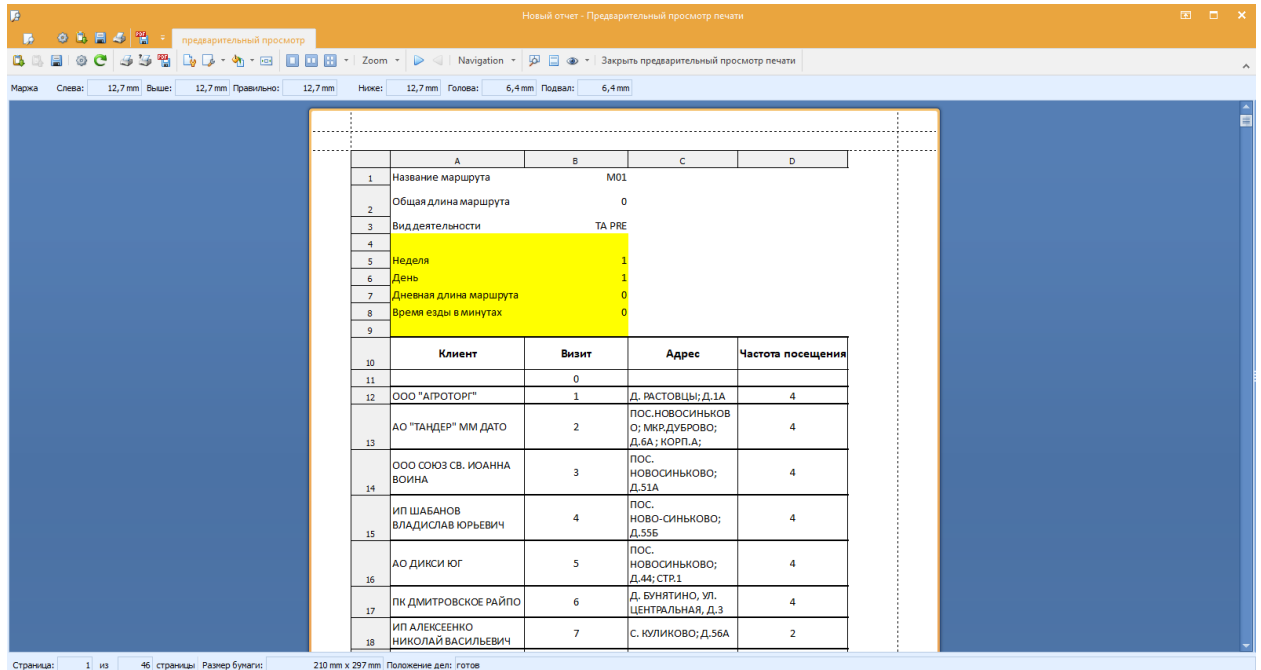 Новый отчет - Предварительный просмотр печати
предварительный просмотр
Zoom Navigation Закрыть предварительный просмотр печати
Маржа Слева: 12,7 mm Выше: 12,7 mm Правильно: 12,7 mm Ниже: 12,7 mm Голова: 6,4 mm Подвал: 6,4 mm
A B C D
1 Название маршрута M01
2 Общая длина маршрута 0
3 Вид деятельности TA PRE
4
5 Неделя 1
6 День 1
7 Дневная длина маршрута 0
8 Время езды в минутах 0
9
10 Клиент Визит Адрес Частота посещения
11 0
12 ООО "АГРОТОРГ" 1 Д. РАСТОВЦЫ; Д.1А 4
13 АО "ТАНДЕР" ММ ДАТО 2 ПОС.НОВОСИНЬКОВ
О; МКР.ДУБРОВО;
Д.6А ; КОРП.А; 4
14 ООО СОЮЗ СВ. ИОАННА
ВОИНА 3 ПОС.
НОВОСИНЬКОВО;
Д.51А 4
15 ИП ШАБАНОВ
ВЛАДИСЛАВ ЮРЬЕВИЧ 4 ПОС.
НОВО-СИНЬКОВО;
Д.55Б 4
16 АО ДИКСИ ЮГ 5 ПОС.
НОВОСИНЬКОВО;
Д.44; СТР.1 4
17 ПК ДМИТРОВСКОЕ РАЙПО 6 Д. БУНЯТИНО, УЛ.
ЦЕНТРАЛЬНАЯ, Д.3 4
18 ИП АЛЕКСЕЕНКО
НИКОЛАЙ ВАСИЛЬЕВИЧ 7 С. КУЛИКОВО; Д.56А 2
Страница: 1 из 46 страницы Размер бумаги: 210 mm x 297 mm Положение дел: готов